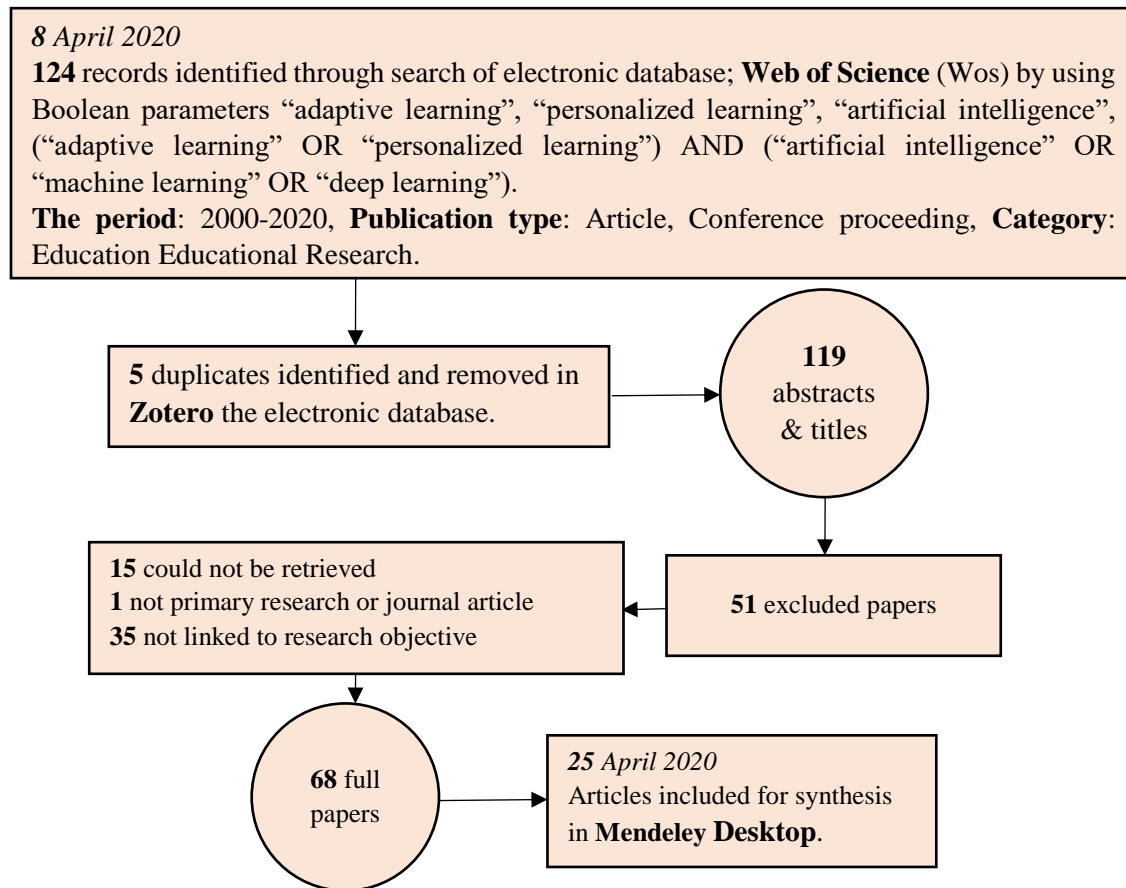 8 April 2020
124 records identified through search of electronic database; Web of Science (Wos) by using
Boolean parameters “adaptive learning”, “personalized learning”, “artificial intelligence”,
(“adaptive learning” OR “personalized learning”) AND (“artificial intelligence” OR
“machine learning” OR “deep learning”).
The period: 2000-2020, Publication type: Article, Conference proceeding, Category:
Education Educational Research.
5 duplicates identified and removed in
Zotero the electronic database.
119
abstracts
& titles
51 excluded papers
15 could not be retrieved
1 not primary research or journal article
35 not linked to research objective
68 full
papers
25 April 2020
Articles included for synthesis
in Mendeley Desktop.